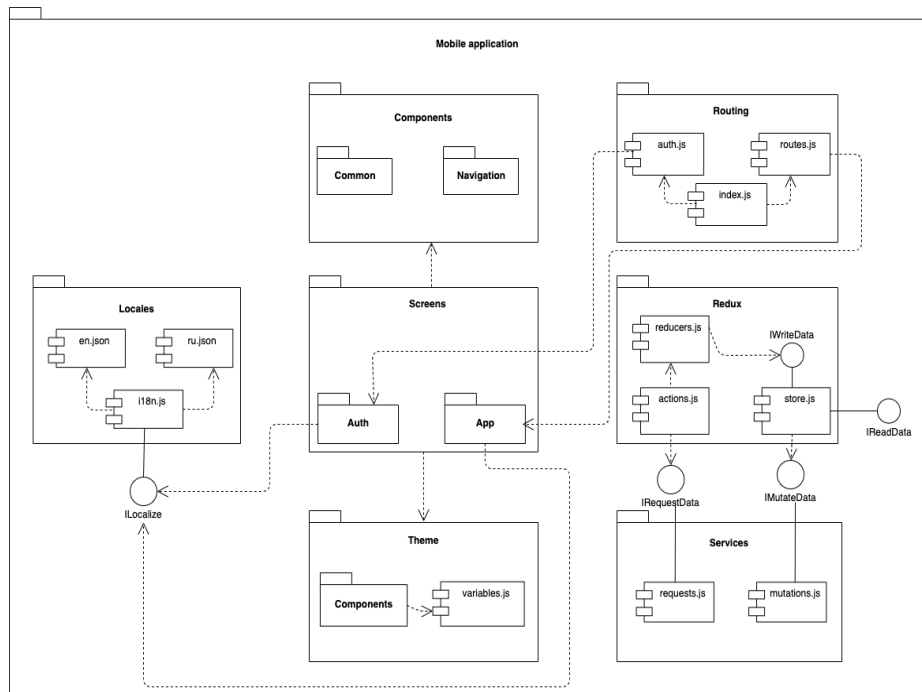 Mobile application
Components
Common
Navigation
Routing
auth.js
routes.js
index.js
Locales
en.json
ru.json
i18n.js
ILocalize
Screens
Auth
App
Redux
reducers.js
IWriteData
actions.js
store.js
IReadData
IRequestData
IMutateData
Theme
Components
variables.js
Services
requests.js
mutations.js